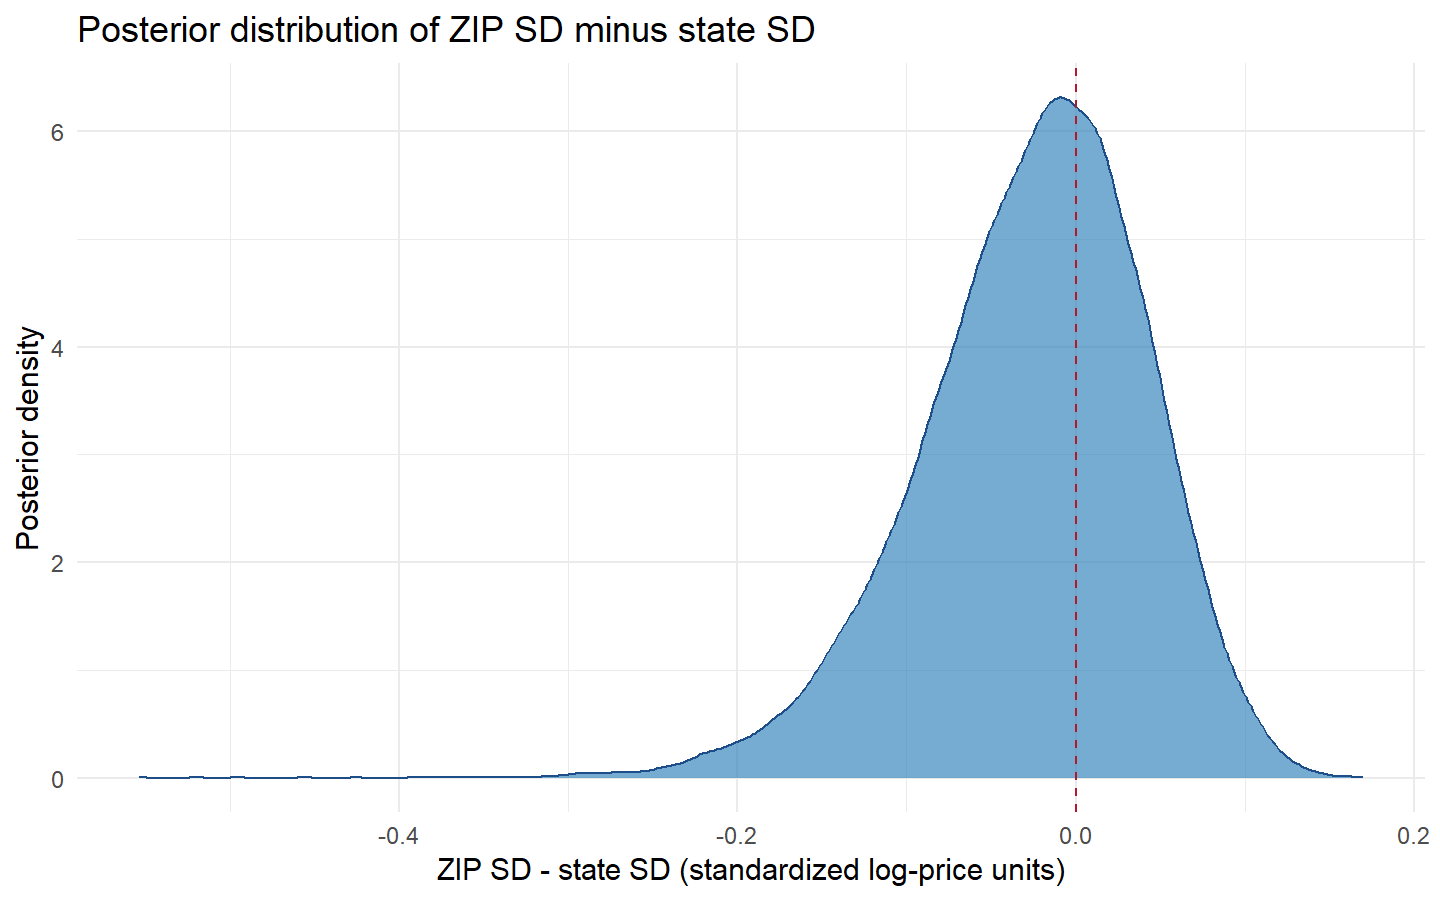 Posterior distribution of ZIP SD minus state SD
Posterior density
6
4
2
0
-0.4
-0.2
0.0
0.2
ZIP SD - state SD (standardized log-price units)